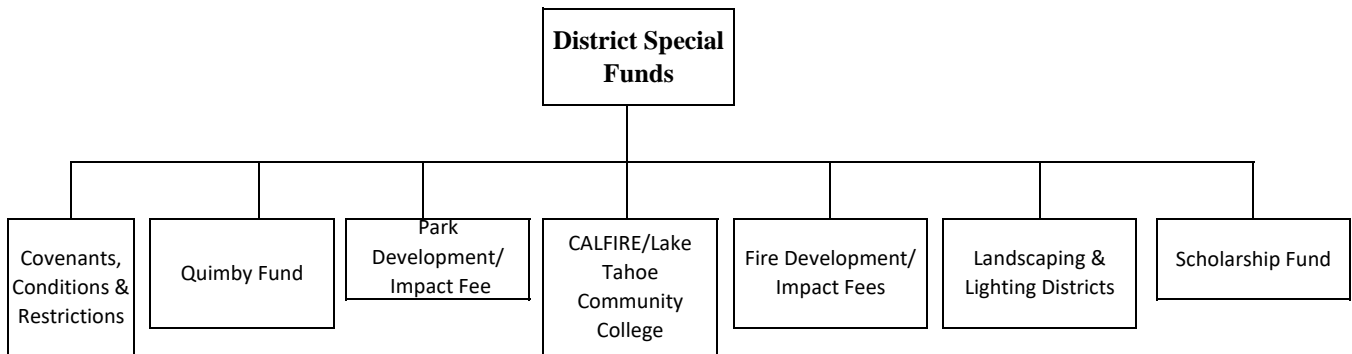 District Special
Funds
Covenants,
Conditions &
Restrictions
Quimby Fund
Park
Development/
Impact Fee
CALFIRE/Lake
Tahoe
Community
College
Fire Development/
Impact Fees
Landscaping &
Lighting Districts
Scholarship Fund